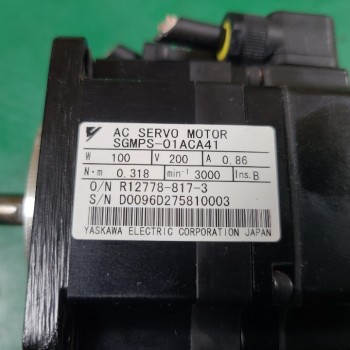 AC SERVO MOTOR
SGMPS-01ACA41
W 100 V 200 A 0.86
N·m 0.318 min⁻¹ 3000 Ins. B
O/N R12778-817-3
S/N D0096D275810003
YASKAWA ELECTRIC CORPORATION JAPAN